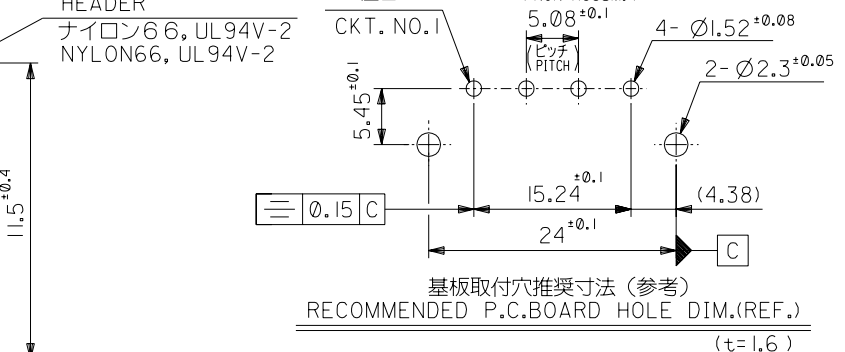 HEADER
ナイロン66, UL94V-2
NYLON66, UL94V-2
11.5±0.4
CKT. NO.1
5.08±0.1
(ピッチ
PITCH)
4- Ø1.52±0.08
2- Ø2.3±0.05
5.45±0.1
15.24±0.1
(4.38)
0.15 C
24±0.1
C
基板取付穴推奨寸法 (参考)
RECOMMENDED P.C.BOARD HOLE DIM.(REF.)
(t=1.6 )